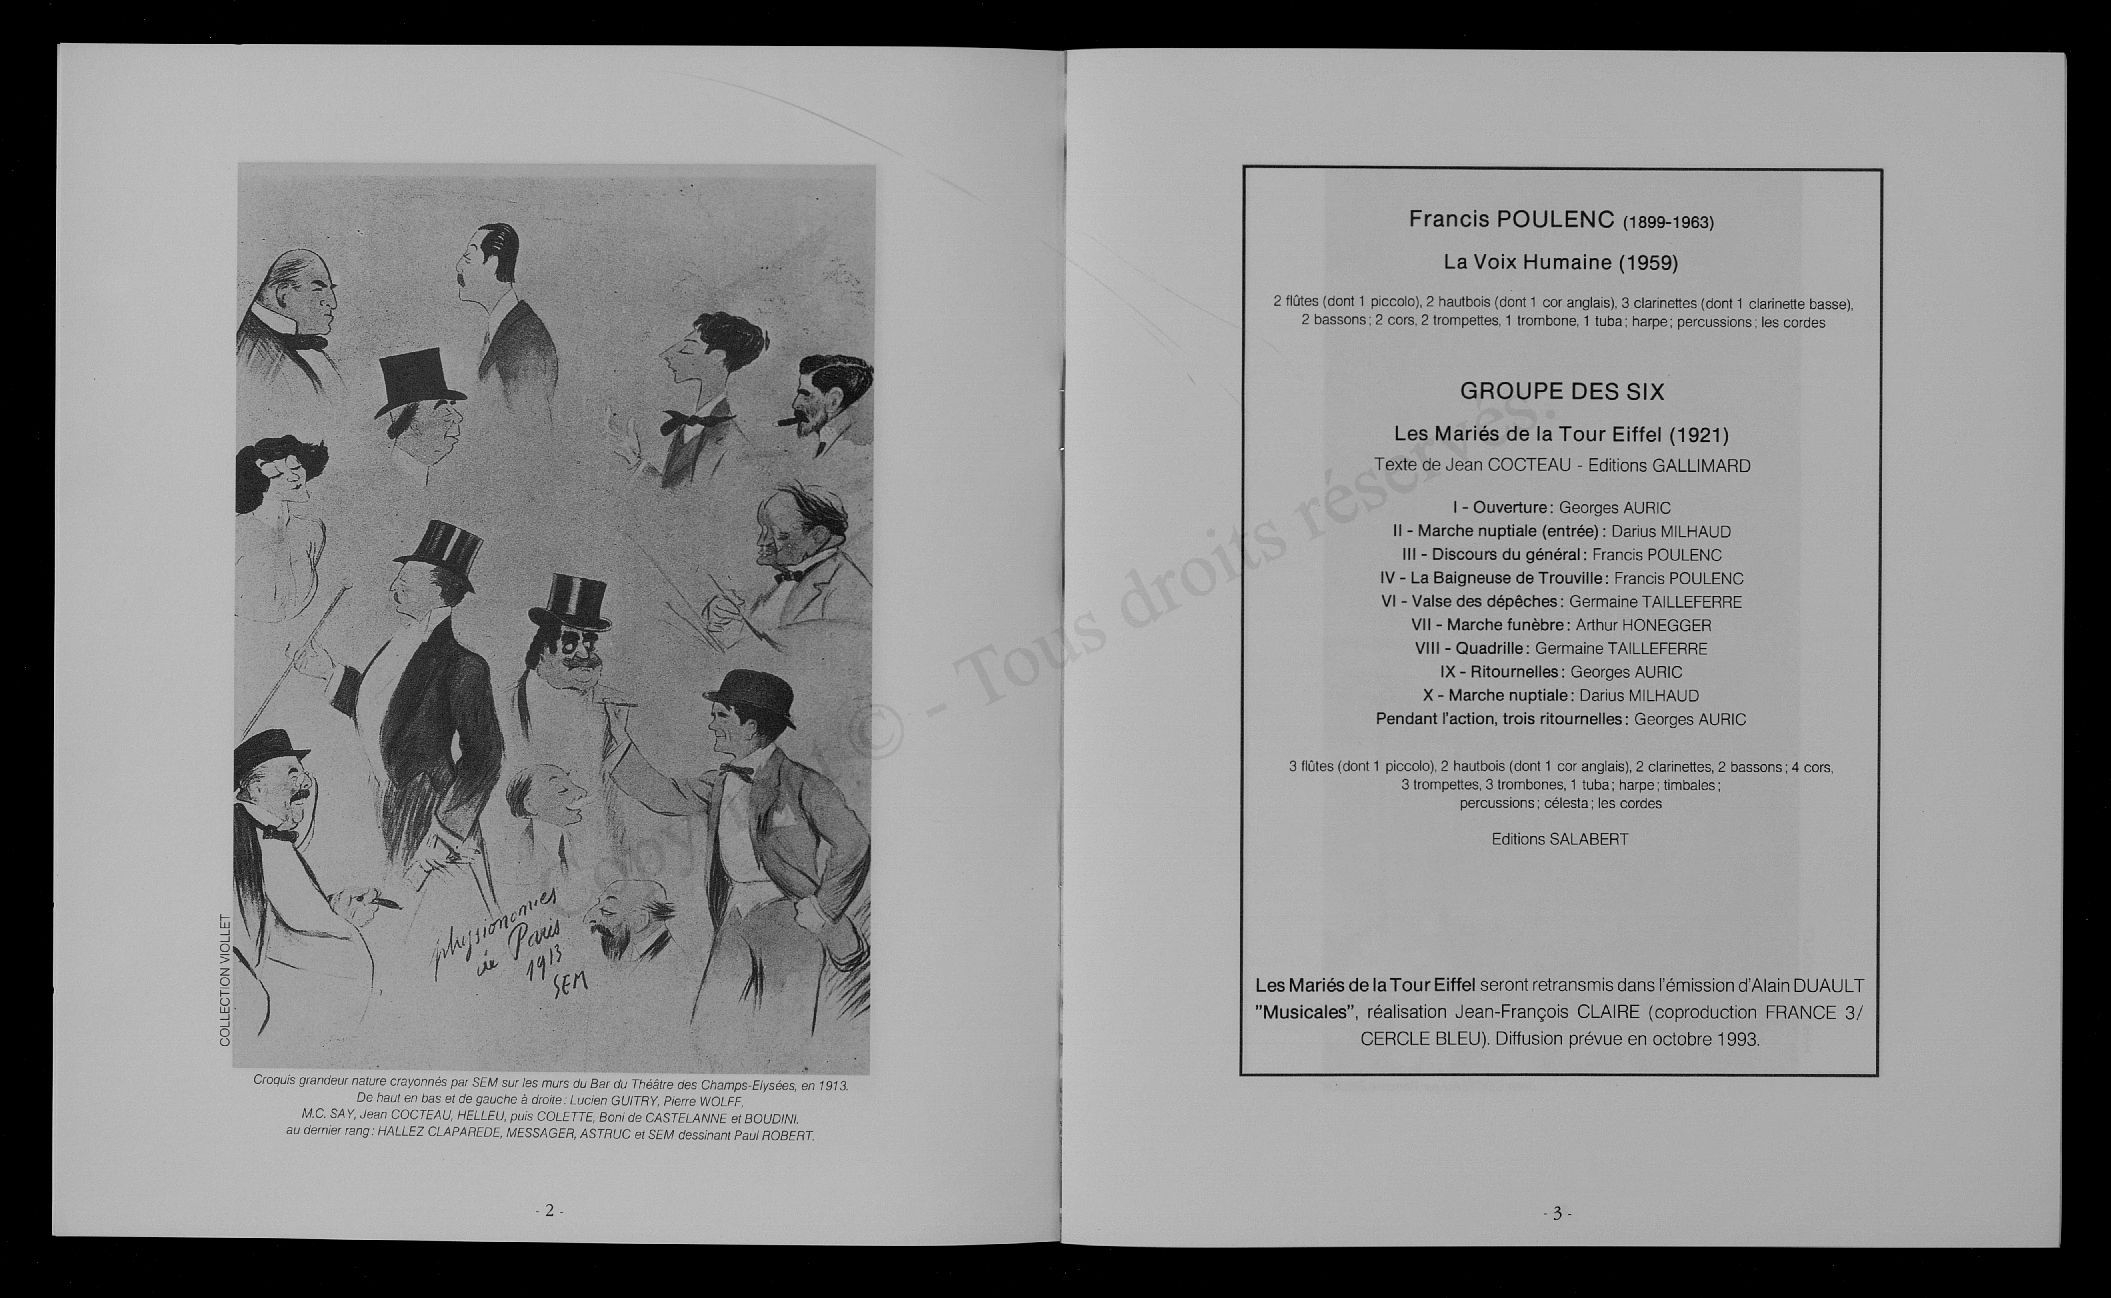 physionomies
de Paris
1913
SEM
COLLECTION VIOLLET
Croquis grandeur nature crayonnés par SEM sur les murs du Bar du Théâtre des Champs-Elysées, en 1913.
De haut en bas et de gauche à droite : Lucien GUITRY, Pierre WOLFF,
M.C. SAY, Jean COCTEAU, HELLEU, puis COLETTE, Boni de CASTELANNE et BOUDINI.
au dernier rang : HALLEZ CLAPAREDE, MESSAGER, ASTRUC et SEM dessinant Paul ROBERT.
- 2 -
Francis POULENC (1899-1963)
La Voix Humaine (1959)
2 flûtes (dont 1 piccolo), 2 hautbois (dont 1 cor anglais), 3 clarinettes (dont 1 clarinette basse),
2 bassons ; 2 cors, 2 trompettes, 1 trombone, 1 tuba ; harpe ; percussions ; les cordes
GROUPE DES SIX
Les Mariés de la Tour Eiffel (1921)
Texte de Jean COCTEAU - Editions GALLIMARD
I - Ouverture : Georges AURIC
II - Marche nuptiale (entrée) : Darius MILHAUD
III - Discours du général : Francis POULENC
IV - La Baigneuse de Trouville : Francis POULENC
VI - Valse des dépêches : Germaine TAILLEFERRE
VII - Marche funèbre : Arthur HONEGGER
VIII - Quadrille : Germaine TAILLEFERRE
IX - Ritournelles : Georges AURIC
X - Marche nuptiale : Darius MILHAUD
Pendant l'action, trois ritournelles : Georges AURIC
3 flûtes (dont 1 piccolo), 2 hautbois (dont 1 cor anglais), 2 clarinettes, 2 bassons ; 4 cors,
3 trompettes, 3 trombones, 1 tuba ; harpe ; timbales ;
percussions ; célesta ; les cordes
Editions SALABERT
Les Mariés de la Tour Eiffel seront retransmis dans l'émission d'Alain DUAULT
"Musicales", réalisation Jean-François CLAIRE (coproduction FRANCE 3/
CERCLE BLEU). Diffusion prévue en octobre 1993.
- 3 -
Copyright © - Tous droits réservés.